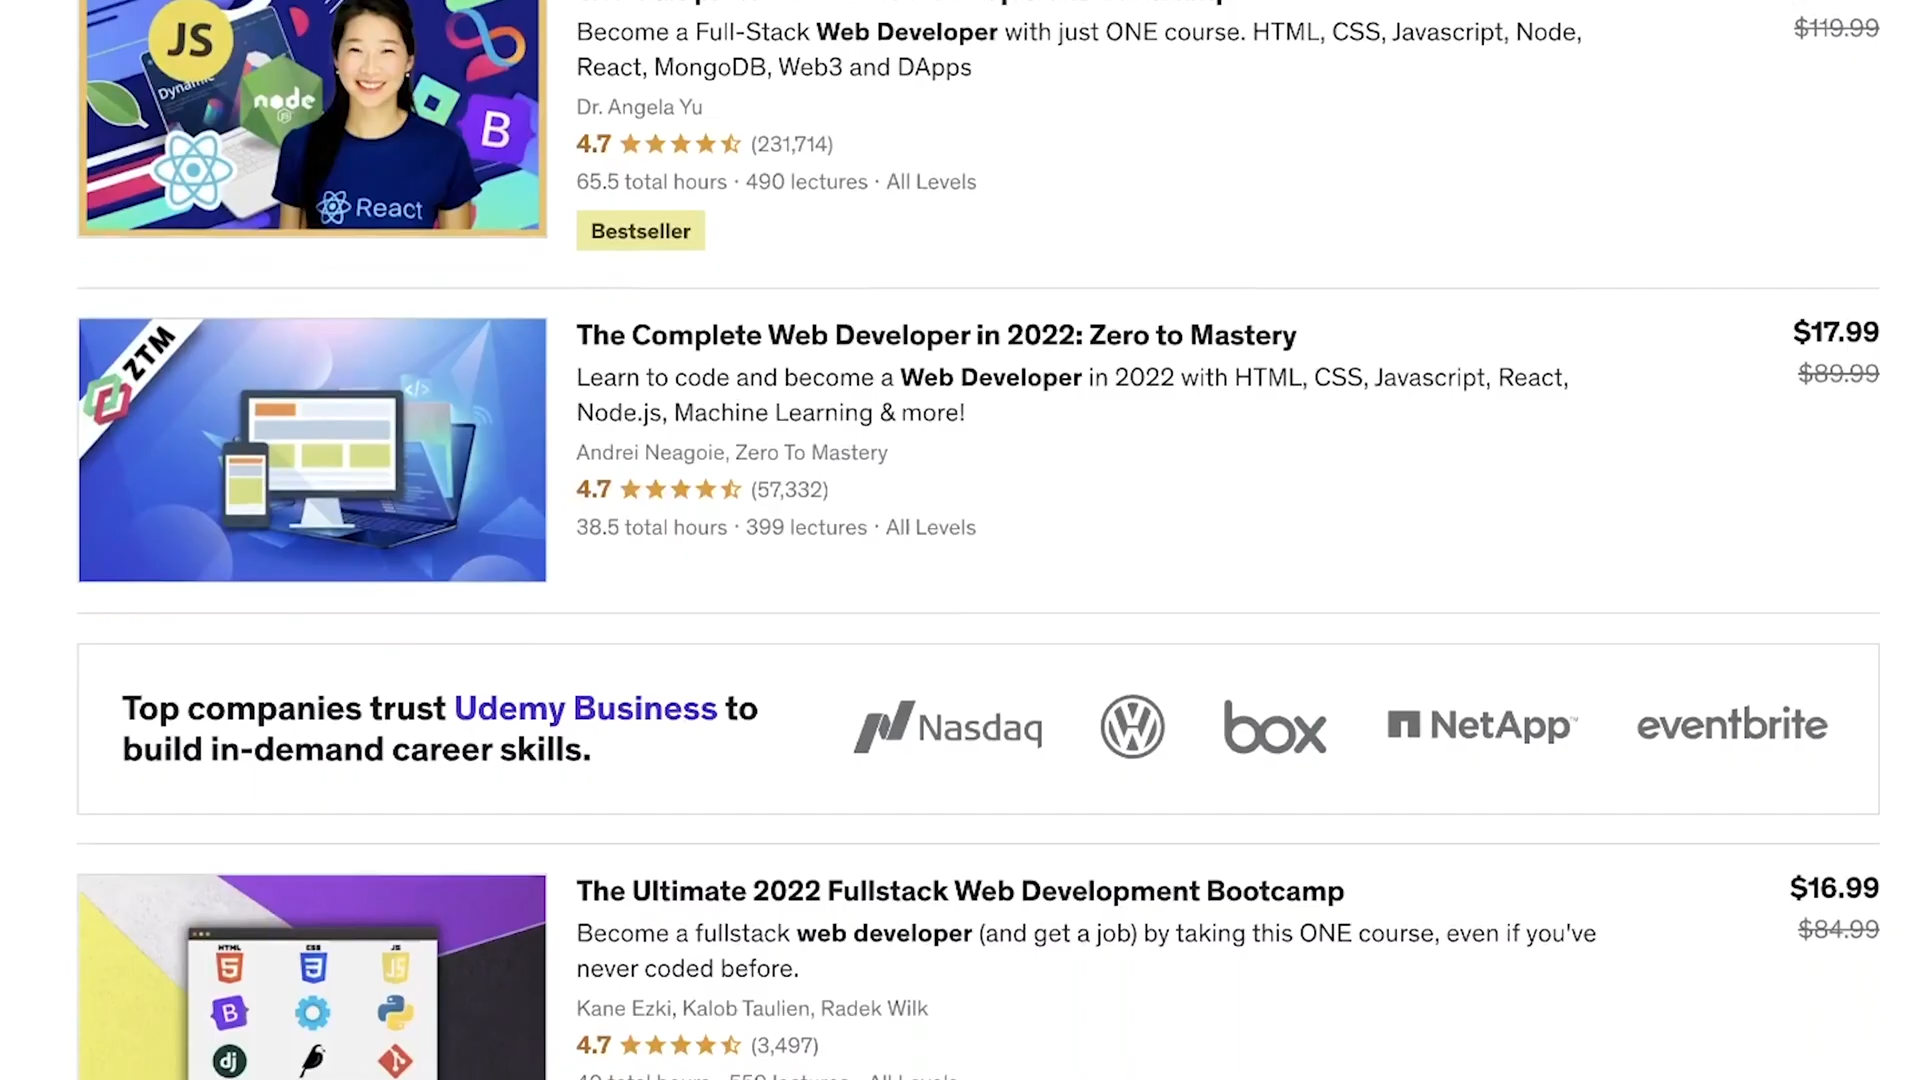 JS
Dynamic
node
JS
B
React
Become a Full-Stack Web Developer with just ONE course. HTML, CSS, Javascript, Node,
React, MongoDB, Web3 and DApps
Dr. Angela Yu
4.7 (231,714)
65.5 total hours · 490 lectures · All Levels
Bestseller
$119.99
ZTM
</>
The Complete Web Developer in 2022: Zero to Mastery
Learn to code and become a Web Developer in 2022 with HTML, CSS, Javascript, React,
Node.js, Machine Learning & more!
Andrei Neagoie, Zero To Mastery
4.7 (57,332)
38.5 total hours · 399 lectures · All Levels
$17.99
$89.99
Top companies trust Udemy Business to
build in-demand career skills.
Nasdaq
box
NetApp™
eventbrite
HTML CSS JS
5 3 JS
B
dj
The Ultimate 2022 Fullstack Web Development Bootcamp
Become a fullstack web developer (and get a job) by taking this ONE course, even if you've
never coded before.
Kane Ezki, Kalob Taulien, Radek Wilk
4.7 (3,497)
$16.99
$84.99